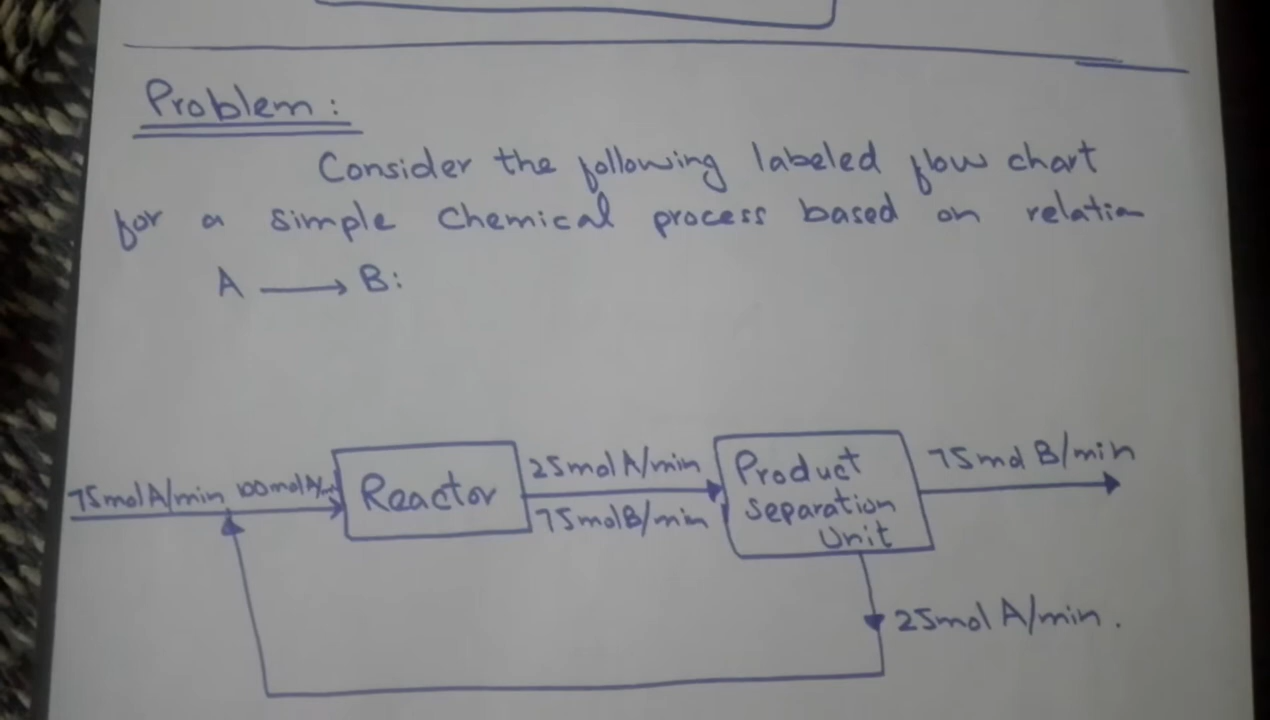 Problem:
Consider the following labeled flow chart
for a simple Chemical process based on relation
A ⟶ B:
75mol A/min 100mol A/m
Reactor
25mol A/min
75mol B/min
Product
separation
Unit
75mol B/min
25mol A/min.